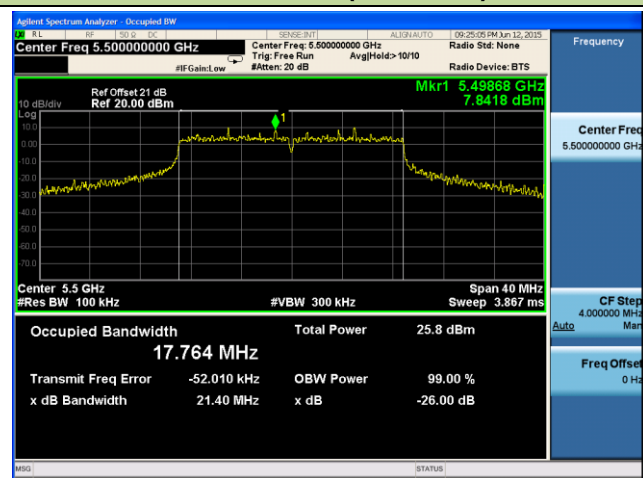 Agilent Spectrum Analyzer - Occupied BW
LXI RL RF 50 Ω DC SENSE:INT ALIGNAUTO 09:25:05 PM Jun 12, 2015
Center Freq 5.500000000 GHz
Center Freq: 5.500000000 GHz
Radio Std: None
Trig: Free Run Avg|Hold:> 10/10
#IFGain:Low #Atten: 20 dB Radio Device: BTS
Frequency
Ref Offset 21 dB
Mkr1 5.49868 GHz
10 dB/div Ref 20.00 dBm
7.8418 dBm
Log
1
10.0
0.00
-10.0
-20.0
-30.0
-40.0
-50.0
-60.0
-70.0
Center Freq
5.500000000 GHz
Center 5.5 GHz Span 40 MHz
#Res BW 100 kHz #VBW 300 kHz Sweep 3.867 ms
CF Step
4.000000 MHz
Auto Man
Occupied Bandwidth Total Power 25.8 dBm
17.764 MHz
Transmit Freq Error -52.010 kHz OBW Power 99.00 %
x dB Bandwidth 21.40 MHz x dB -26.00 dB
Freq Offset
0 Hz
MSG STATUS